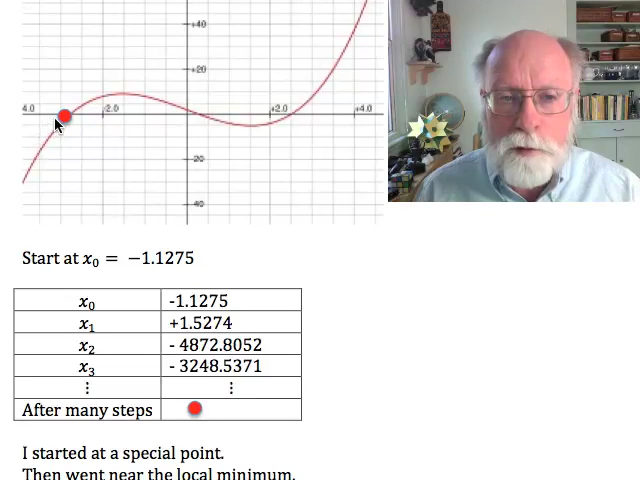 +40
+20
4.0
-2.0
+2.0
+4.0
-20
-40
Start at x₀ = −1.1275
x₀ -1.1275
x₁ +1.5274
x₂ - 4872.8052
x₃ - 3248.5371
⋮ ⋮
After many steps
I started at a special point.
Then went near the local minimum.